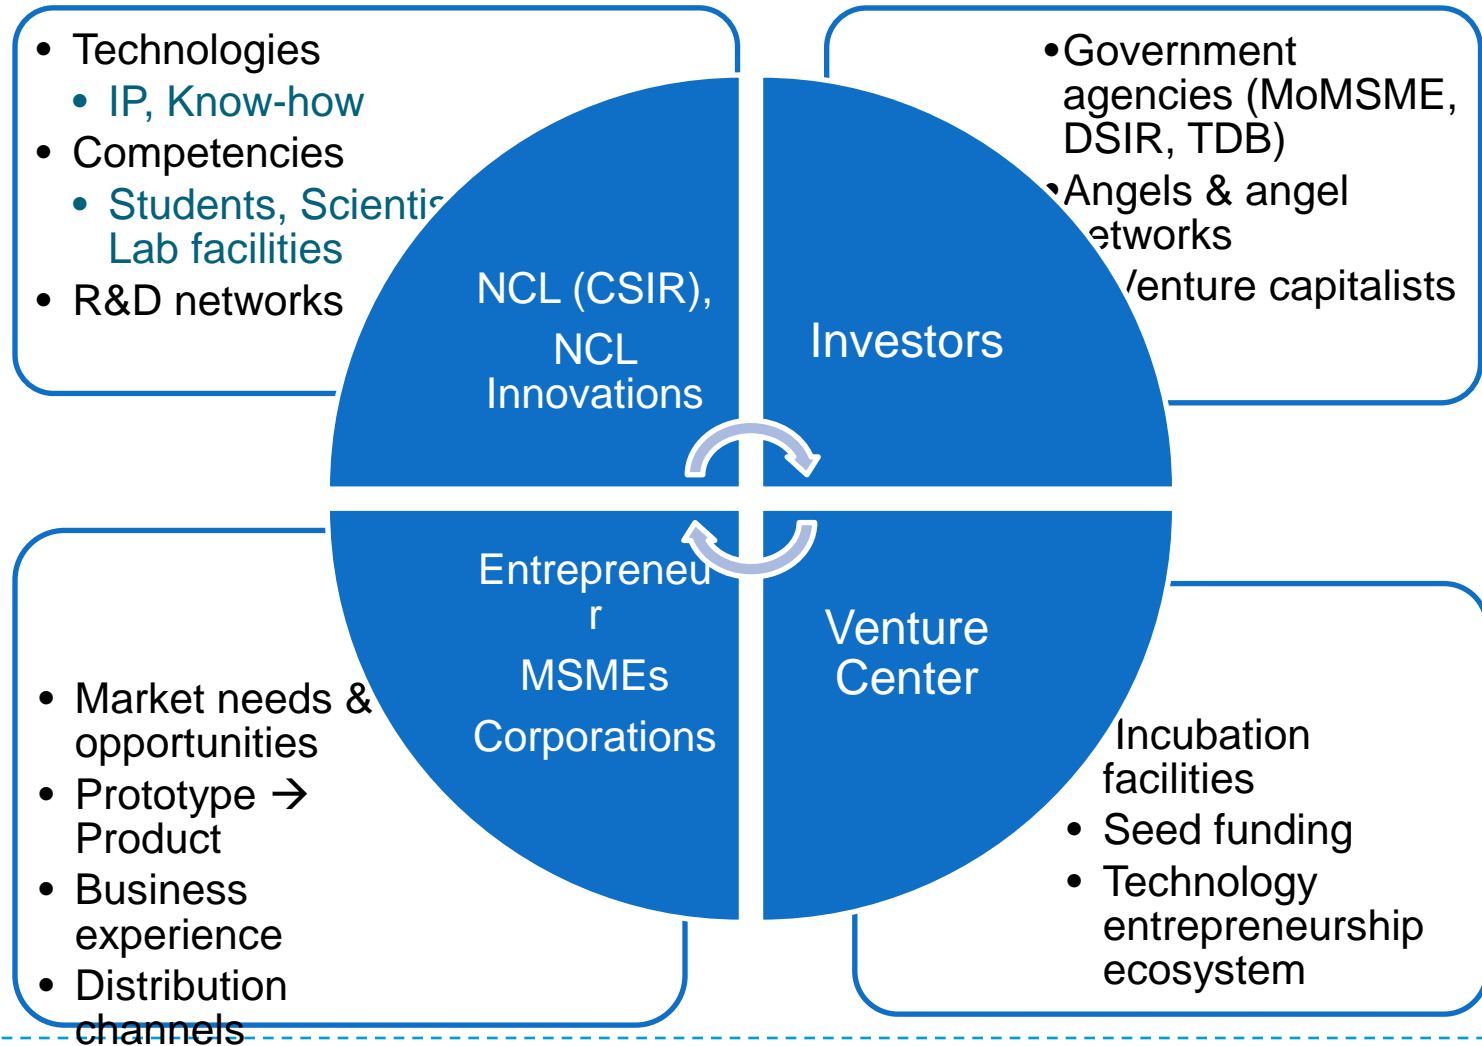 • Technologies
• IP, Know-how
• Competencies
• Students, Scientis
Lab facilities
• R&D networks
NCL (CSIR),
NCL
Innovations
•Government
agencies (MoMSME,
DSIR, TDB)
•Angels & angel
etworks
Venture capitalists
Investors
Entrepreneu
r
MSMEs
Corporations
• Market needs &
opportunities
• Prototype →
Product
• Business
experience
• Distribution
channels
Venture
Center
Incubation
facilities
• Seed funding
• Technology
entrepreneurship
ecosystem